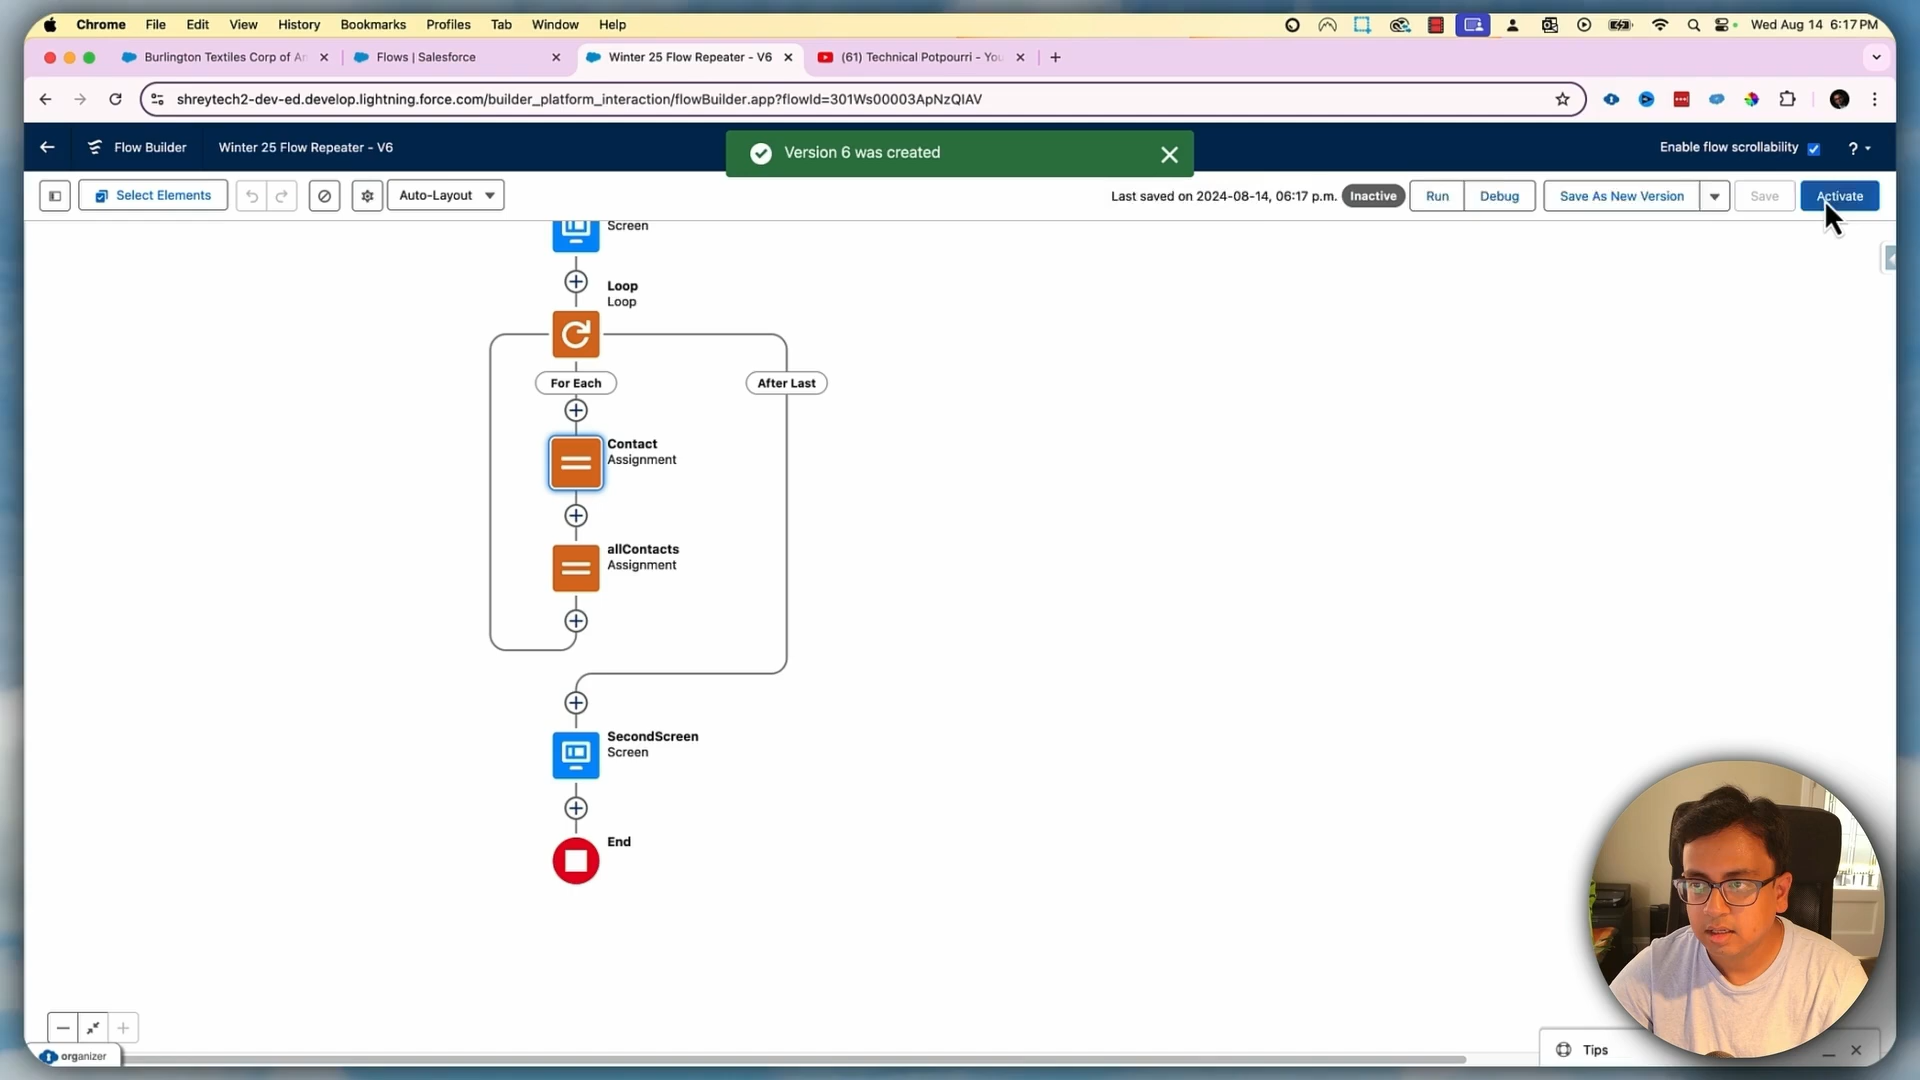 Chrome File Edit View History Bookmarks Profiles Tab Window Help Wed Aug 14 6:17 PM
Burlington Textiles Corp of Am Flows | Salesforce Winter 25 Flow Repeater - V6 (61) Technical Potpourri - You
shreytech2-dev-ed.develop.lightning.force.com/builder_platform_interaction/flowBuilder.app?flowId=301Ws00003ApNzQIAV
Flow Builder Winter 25 Flow Repeater - V6 Version 6 was created Enable flow scrollability ?
Select Elements Auto-Layout Last saved on 2024-08-14, 06:17 p.m. Inactive Run Debug Save As New Version Save Activate
Screen
Loop
Loop
For Each After Last
Contact
Assignment
allContacts
Assignment
SecondScreen
Screen
End
Tips
organizer